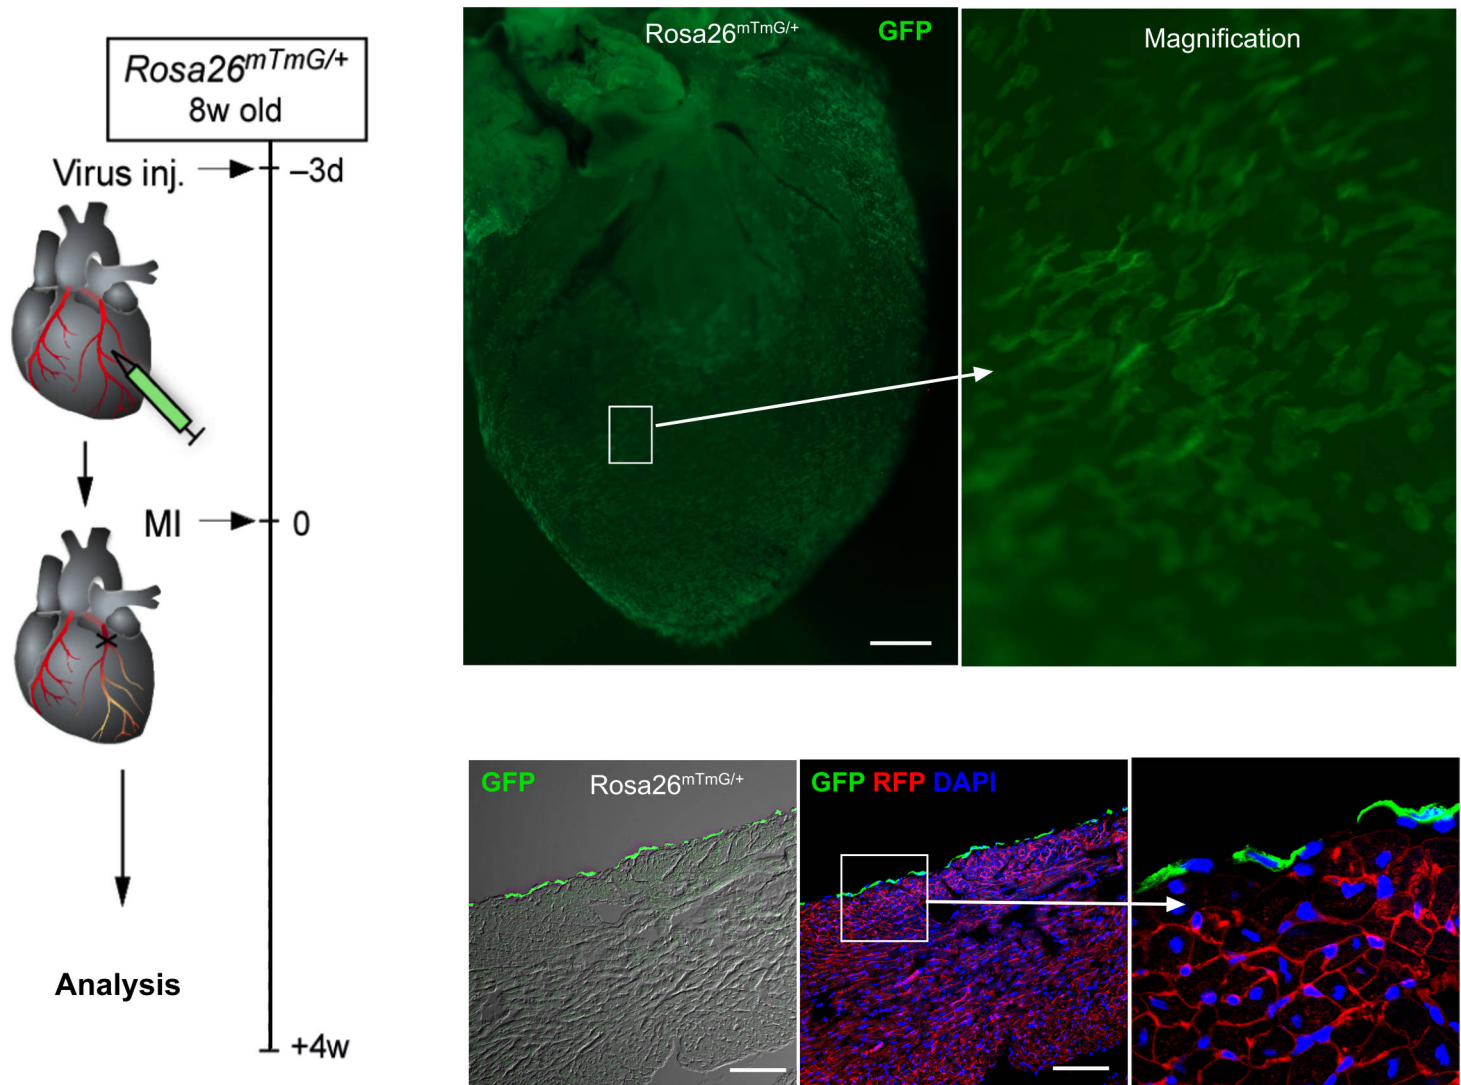 Rosa26mTmG/+
8w old
Virus inj.
–3d
MI
0
Analysis
+4w
Rosa26mTmG/+
GFP
Magnification
GFP
Rosa26mTmG/+
GFP RFP DAPI